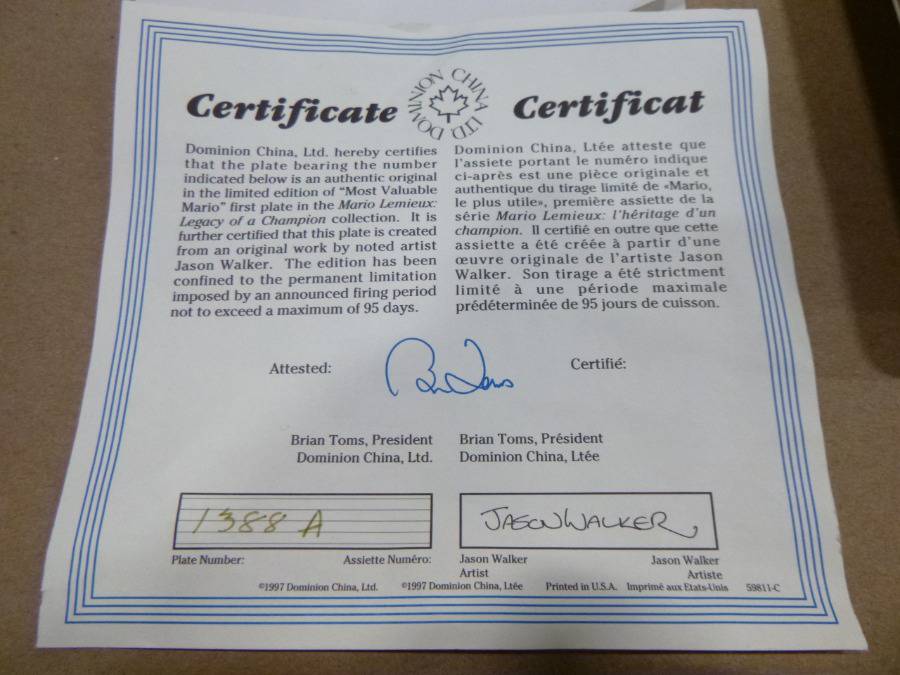 DOMINION CHINA LTD
Certificate
Dominion China, Ltd. hereby certifies
that the plate bearing the number
indicated below is an authentic original
in the limited edition of “Most Valuable
Mario” first plate in the Mario Lemieux:
Legacy of a Champion collection. It is
further certified that this plate is created
from an original work by noted artist
Jason Walker. The edition has been
confined to the permanent limitation
imposed by an announced firing period
not to exceed a maximum of 95 days.
Certificat
Dominion China, Ltée atteste que
l'assiete portant le numéro indique
ci-après est une pièce originale et
authentique du tirage limité de «Mario,
le plus utile», première assiette de la
série Mario Lemieux: l'héritage d'un
champion. Il certifié en outre que cette
assiette a été créée à partir d'une
œuvre originale de l'artiste Jason
Walker. Son tirage a été strictment
limité à une période maximale
prédéterminée de 95 jours de cuisson.
Attested:
Brian Toms
Certifié:
Brian Toms, President
Dominion China, Ltd.
Brian Toms, Président
Dominion China, Ltée
1388 A
JASON WALKER
Plate Number: Assiette Numéro:
Jason Walker
Artist
Jason Walker
Artiste
©1997 Dominion China, Ltd. ©1997 Dominion China, Ltée Printed in U.S.A. Imprimé aux Etats-Unis 59811-C